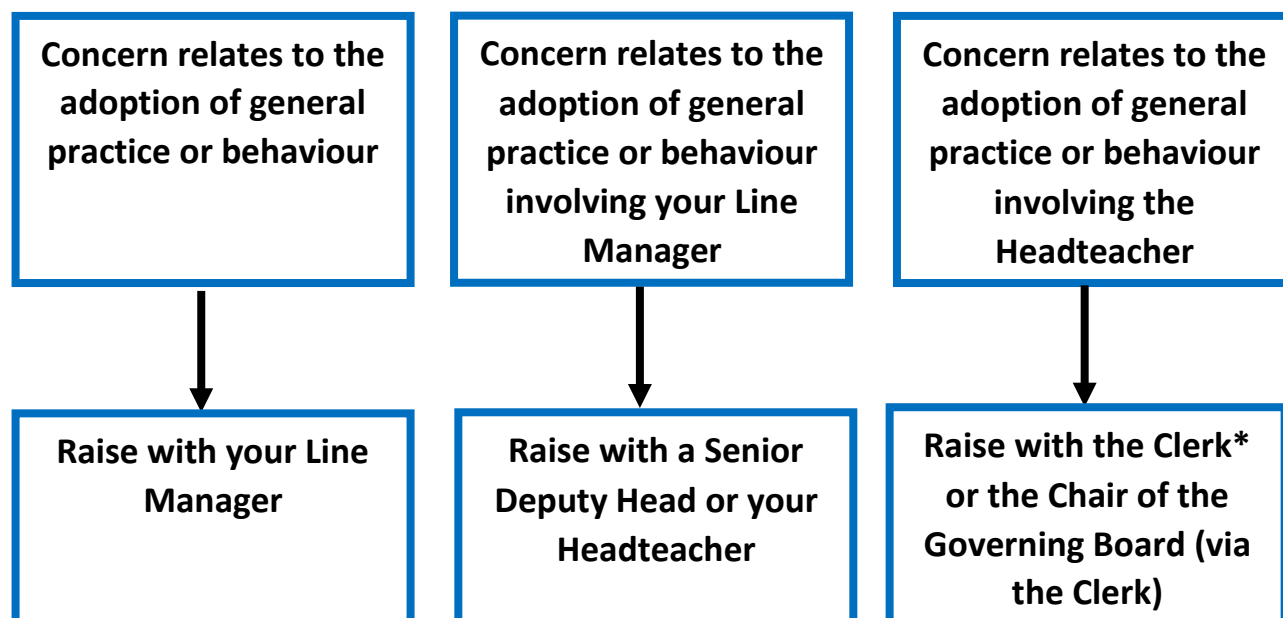 Concern relates to the
adoption of general
practice or behaviour
Concern relates to the
adoption of general
practice or behaviour
involving your Line
Manager
Concern relates to the
adoption of general
practice or behaviour
involving the
Headteacher
Raise with your Line
Manager
Raise with a Senior
Deputy Head or your
Headteacher
Raise with the Clerk*
or the Chair of the
Governing Board (via
the Clerk)